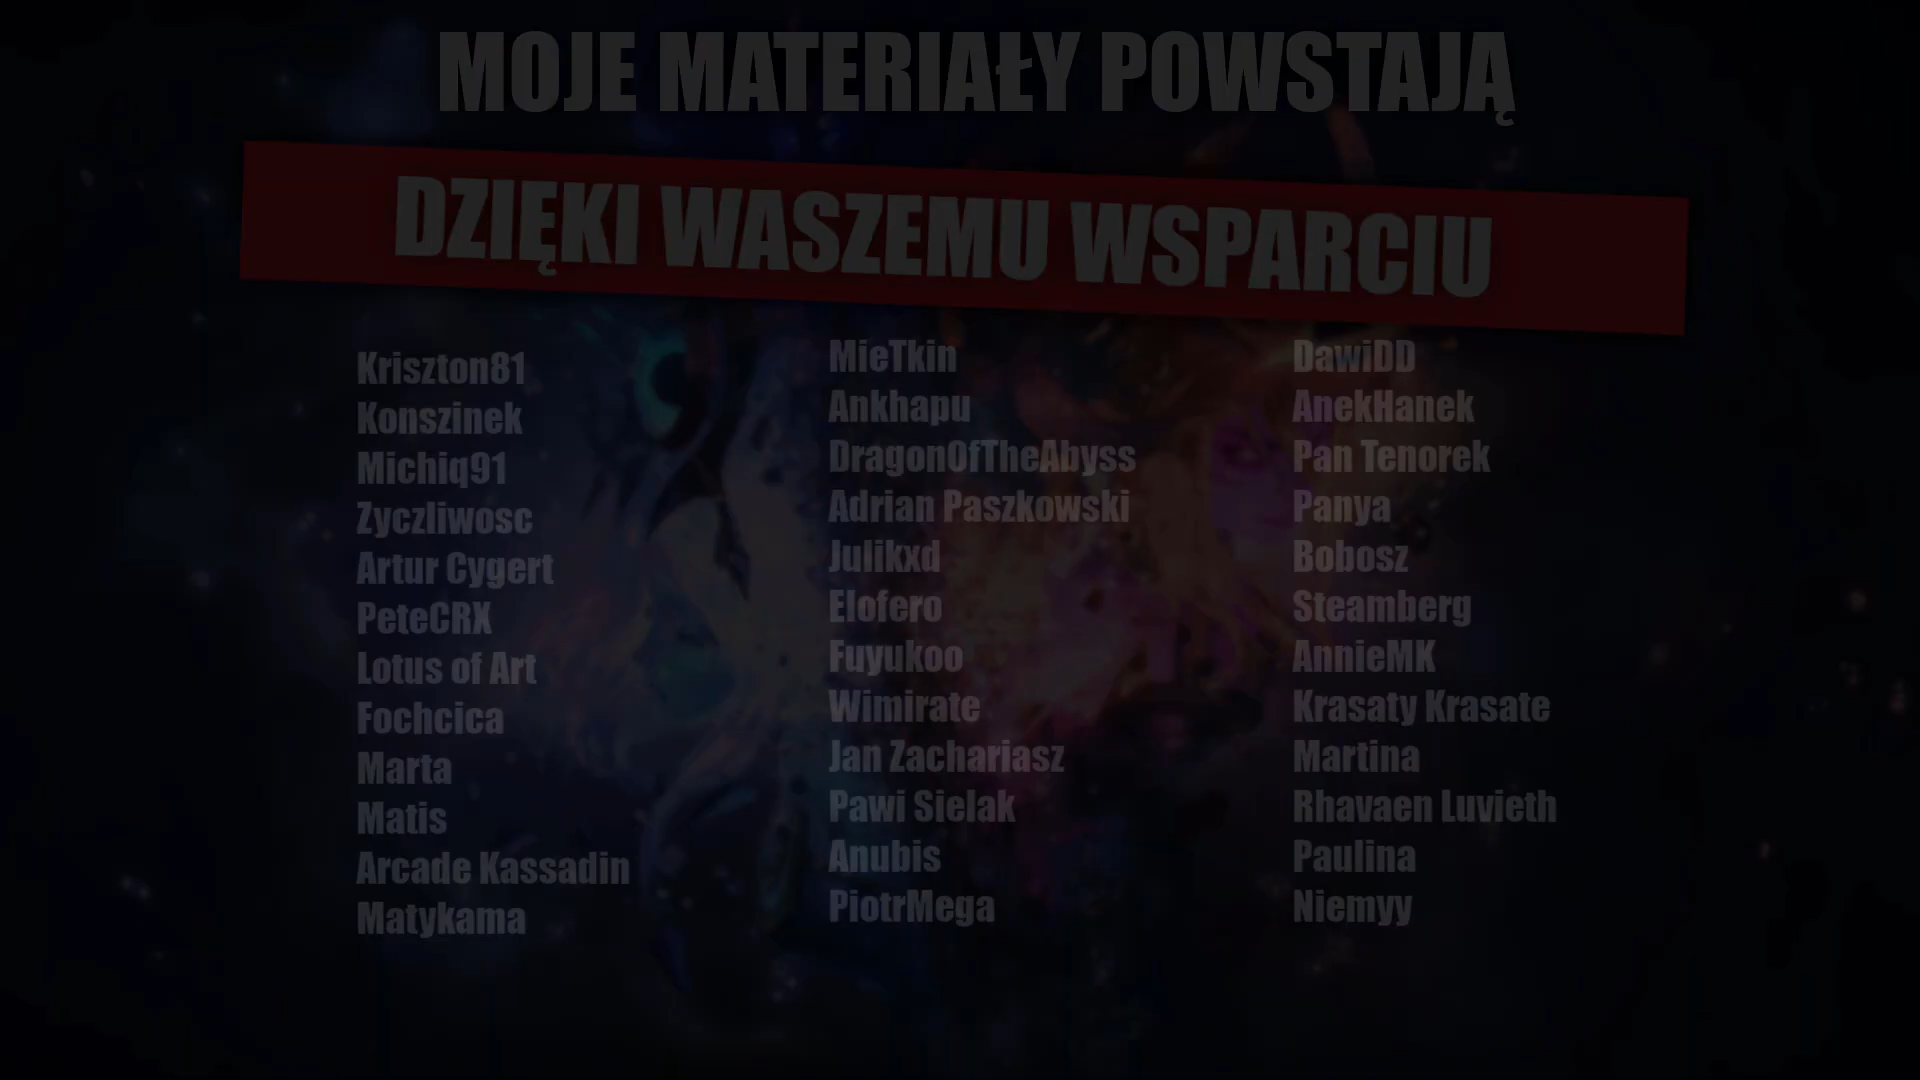 MOJE MATERIAŁY POWSTAJĄ
DZIĘKI WASZEMU WSPARCIU
Kriszton81
Konszinek
Michiq91
Zyczliwosc
Artur Cygert
PeteCRX
Lotus of Art
Fochcica
Marta
Matis
Arcade Kassadin
Matykama
MieTkin
Ankhapu
DragonOfTheAbyss
Adrian Paszkowski
Julikxd
Elofero
Fuyukoo
Wimirate
Jan Zachariasz
Pawi Sielak
Anubis
PiotrMega
DawiDD
AnekHanek
Pan Tenorek
Panya
Bobosz
Steamberg
AnnieMK
Krasaty Krasate
Martina
Rhavaen Luvieth
Paulina
Niemyy